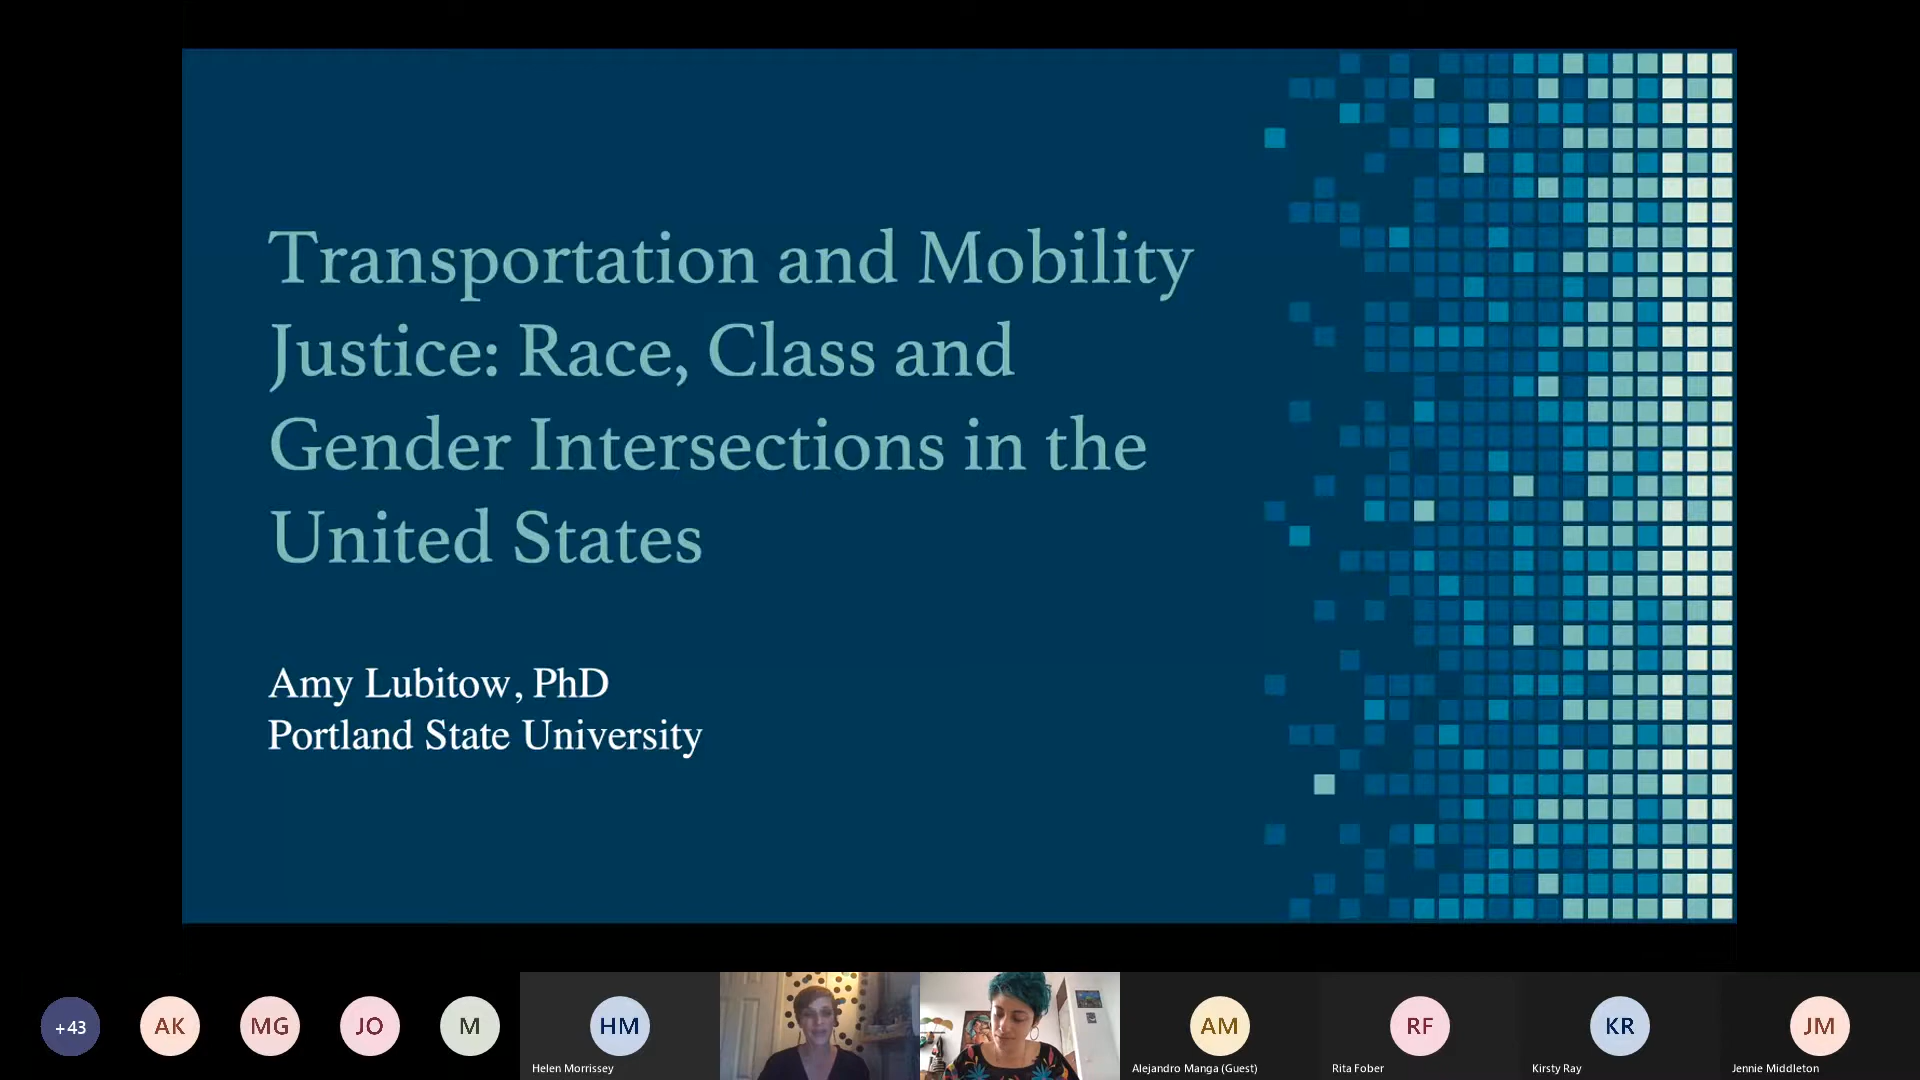 Transportation and Mobility
Justice: Race, Class and
Gender Intersections in the
United States
Amy Lubitow, PhD
Portland State University
+43
AK
MG
JO
M
HM
Helen Morrissey
AM
Alejandro Manga (Guest)
RF
Rita Fober
KR
Kirsty Ray
JM
Jennie Middleton